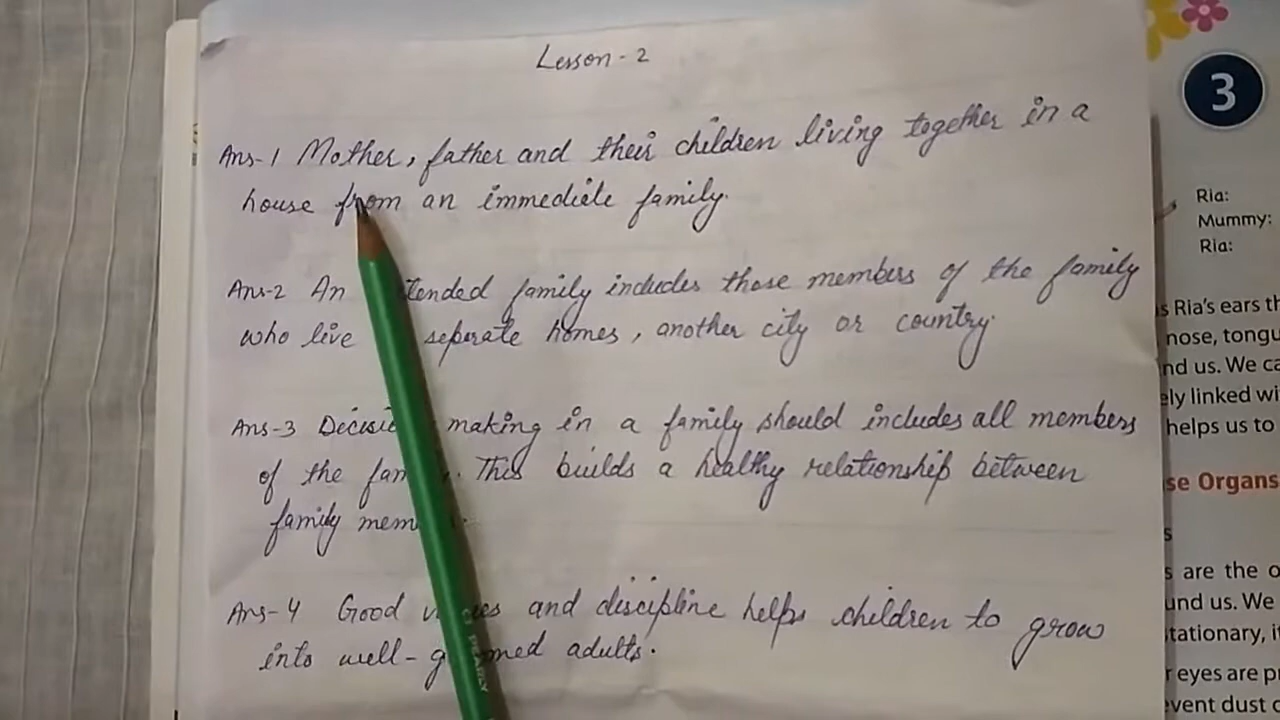 Lesson - 2
Ans-1 Mother, father and their children living together in a
house from an immediate family.
Ans-2 An tended family includes those members of the family
who live seperate homes, another city or country.
Ans-3 Decisi making in a family should includes all members
of the fam . This builds a healthy relationship between
family mem .
Ans-4 Good and discipline helps children to grow
into well-g med adults.
3
Ria:
Mummy:
Ria:
s Ria's ears th
nose, tongu
nd us. We ca
ely linked wi
helps us to
se Organs
s
s are the o
und us. We
tationary, i
r eyes are p
event dust